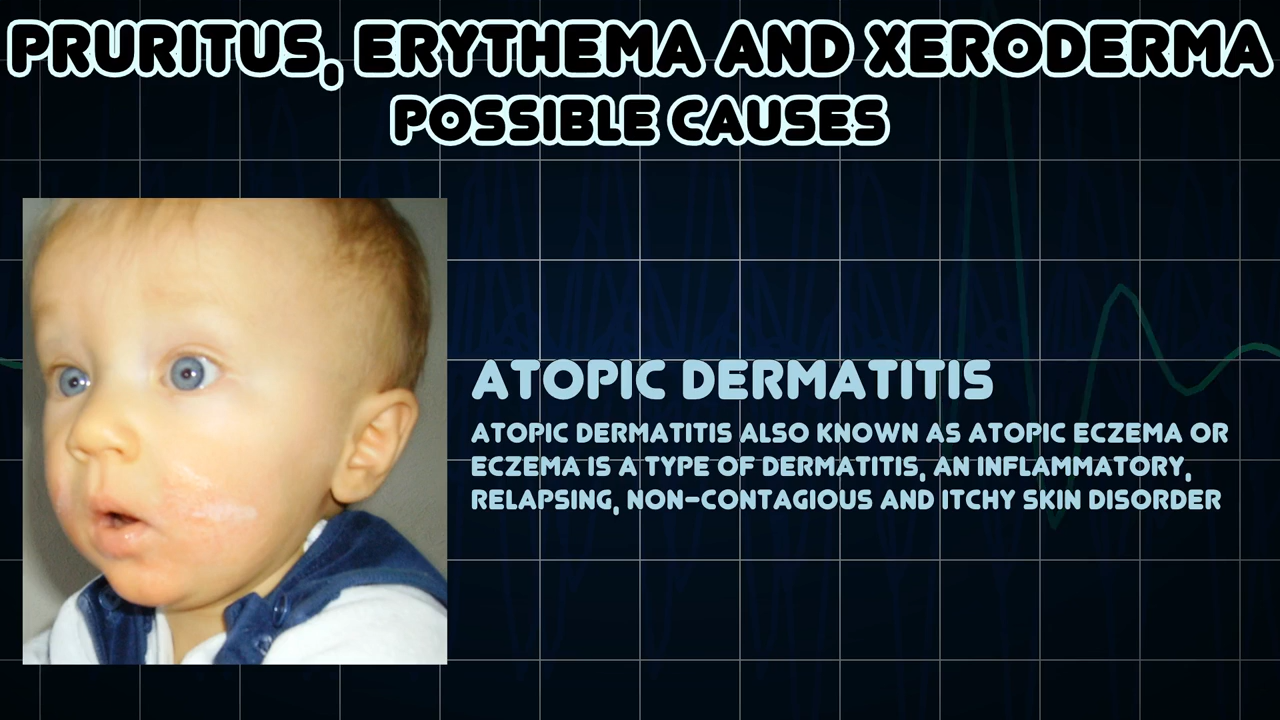 PRURITUS, ERYTHEMA AND XERODERMA
POSSIBLE CAUSES
ATOPIC DERMATITIS
ATOPIC DERMATITIS ALSO KNOWN AS ATOPIC ECZEMA OR
ECZEMA IS A TYPE OF DERMATITIS, AN INFLAMMATORY,
RELAPSING, NON-CONTAGIOUS AND ITCHY SKIN DISORDER